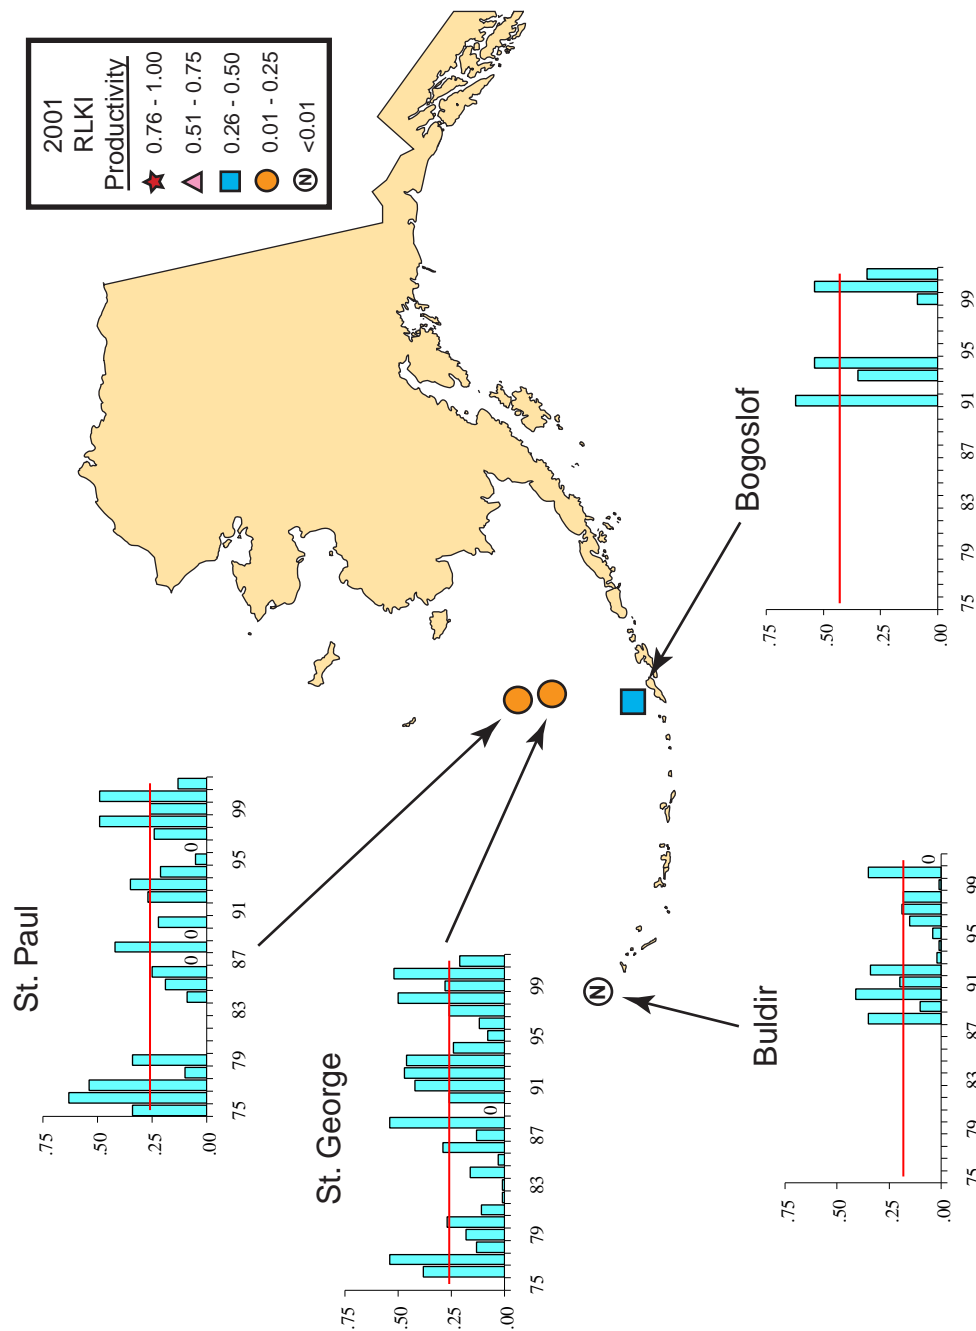 2001
RLKI
Productivity
0.76 - 1.00
0.51 - 0.75
0.26 - 0.50
0.01 - 0.25
N <0.01
St. Paul
.75
.50
.25
.00
0 0 0
75 79 83 87 91 95 99
St. George
.75
.50
.25
.00
0
75 79 83 87 91 95 99
N
Buldir
.75
.50
.25
.00
0
75 79 83 87 91 95 99
Bogoslof
.75
.50
.25
.00
75 79 83 87 91 95 99